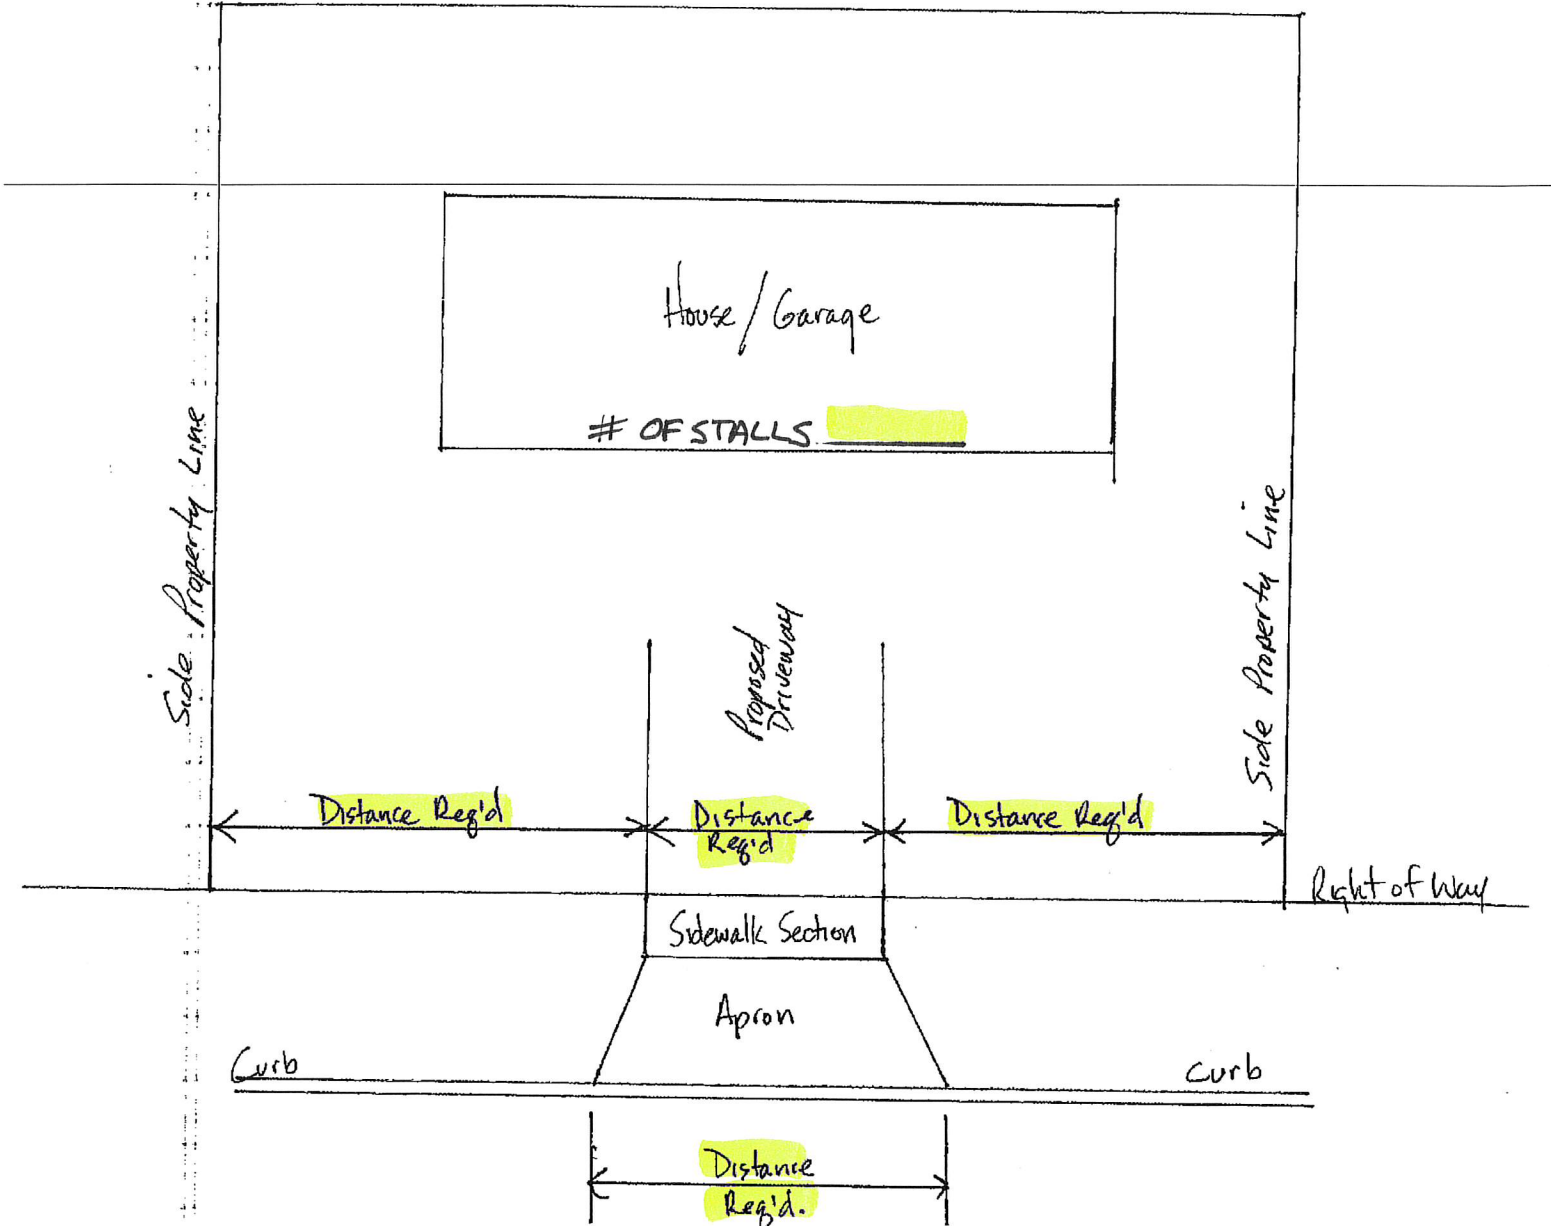 House / Garage
# OF STALLS
Side Property Line
Side Property Line
Proposed
Driveway
Distance Req'd
Distance
Req'd
Distance Req'd
Right of Way
Sidewalk Section
Apron
Curb
Curb
Distance
Req'd.